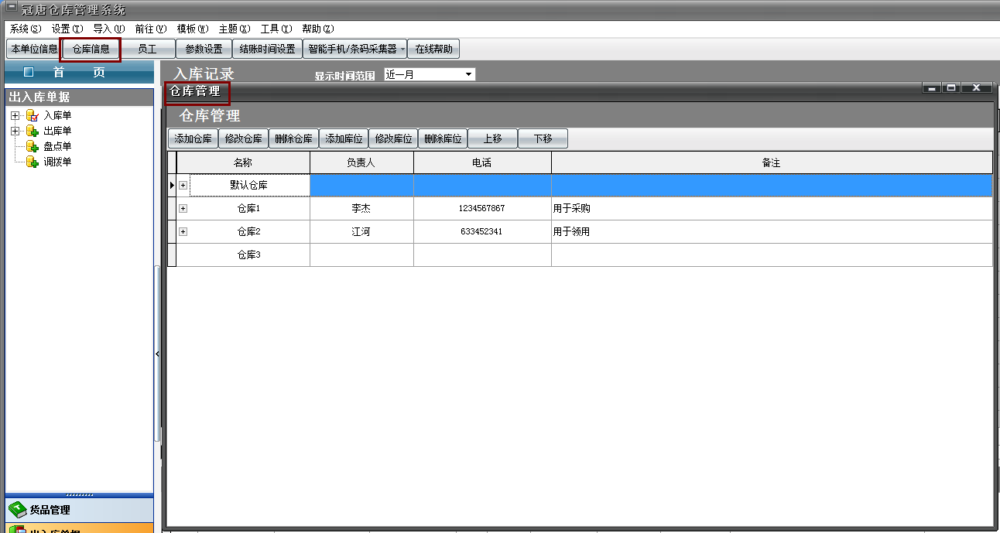 冠唐仓库管理系统
系统(S) 设置(T) 导入(U) 前往(V) 模板(W) 主题(X) 工具(Y) 帮助(Z)
本单位信息 仓库信息 员工 参数设置 结账时间设置 智能手机/条码采集器 在线帮助
首 页
入库记录 显示时间范围 近一月
出入库单据
入库单
出库单
盘点单
调拨单
仓库管理
仓库管理
添加仓库 修改仓库 删除仓库 添加库位 修改库位 删除库位 上移 下移
名称 负责人 电话 备注
默认仓库
仓库1 李杰 1234567867 用于采购
仓库2 江河 633452341 用于领用
仓库3
货品管理
出入库单据